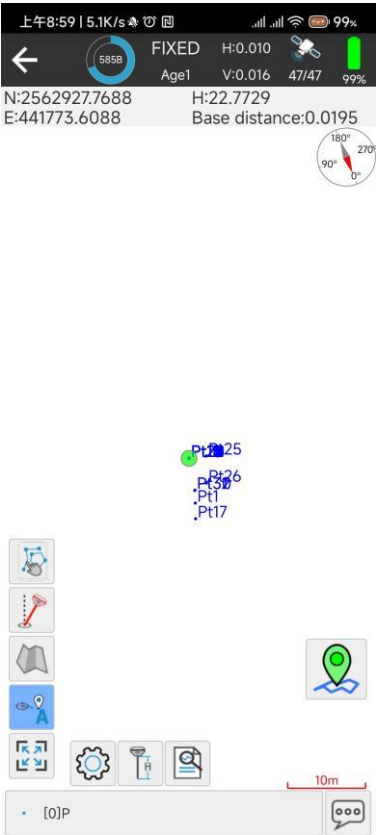 上午8:59 | 5.1K/s 99%
585B FIXED H:0.010
Age1 V:0.016 47/47 99%
N:2562927.7688 H:22.7729
E:441773.6088 Base distance:0.0195
180°
270°
90°
0°
Pt25
Pt26
Pt1
Pt17
A
H
10m
[0]P